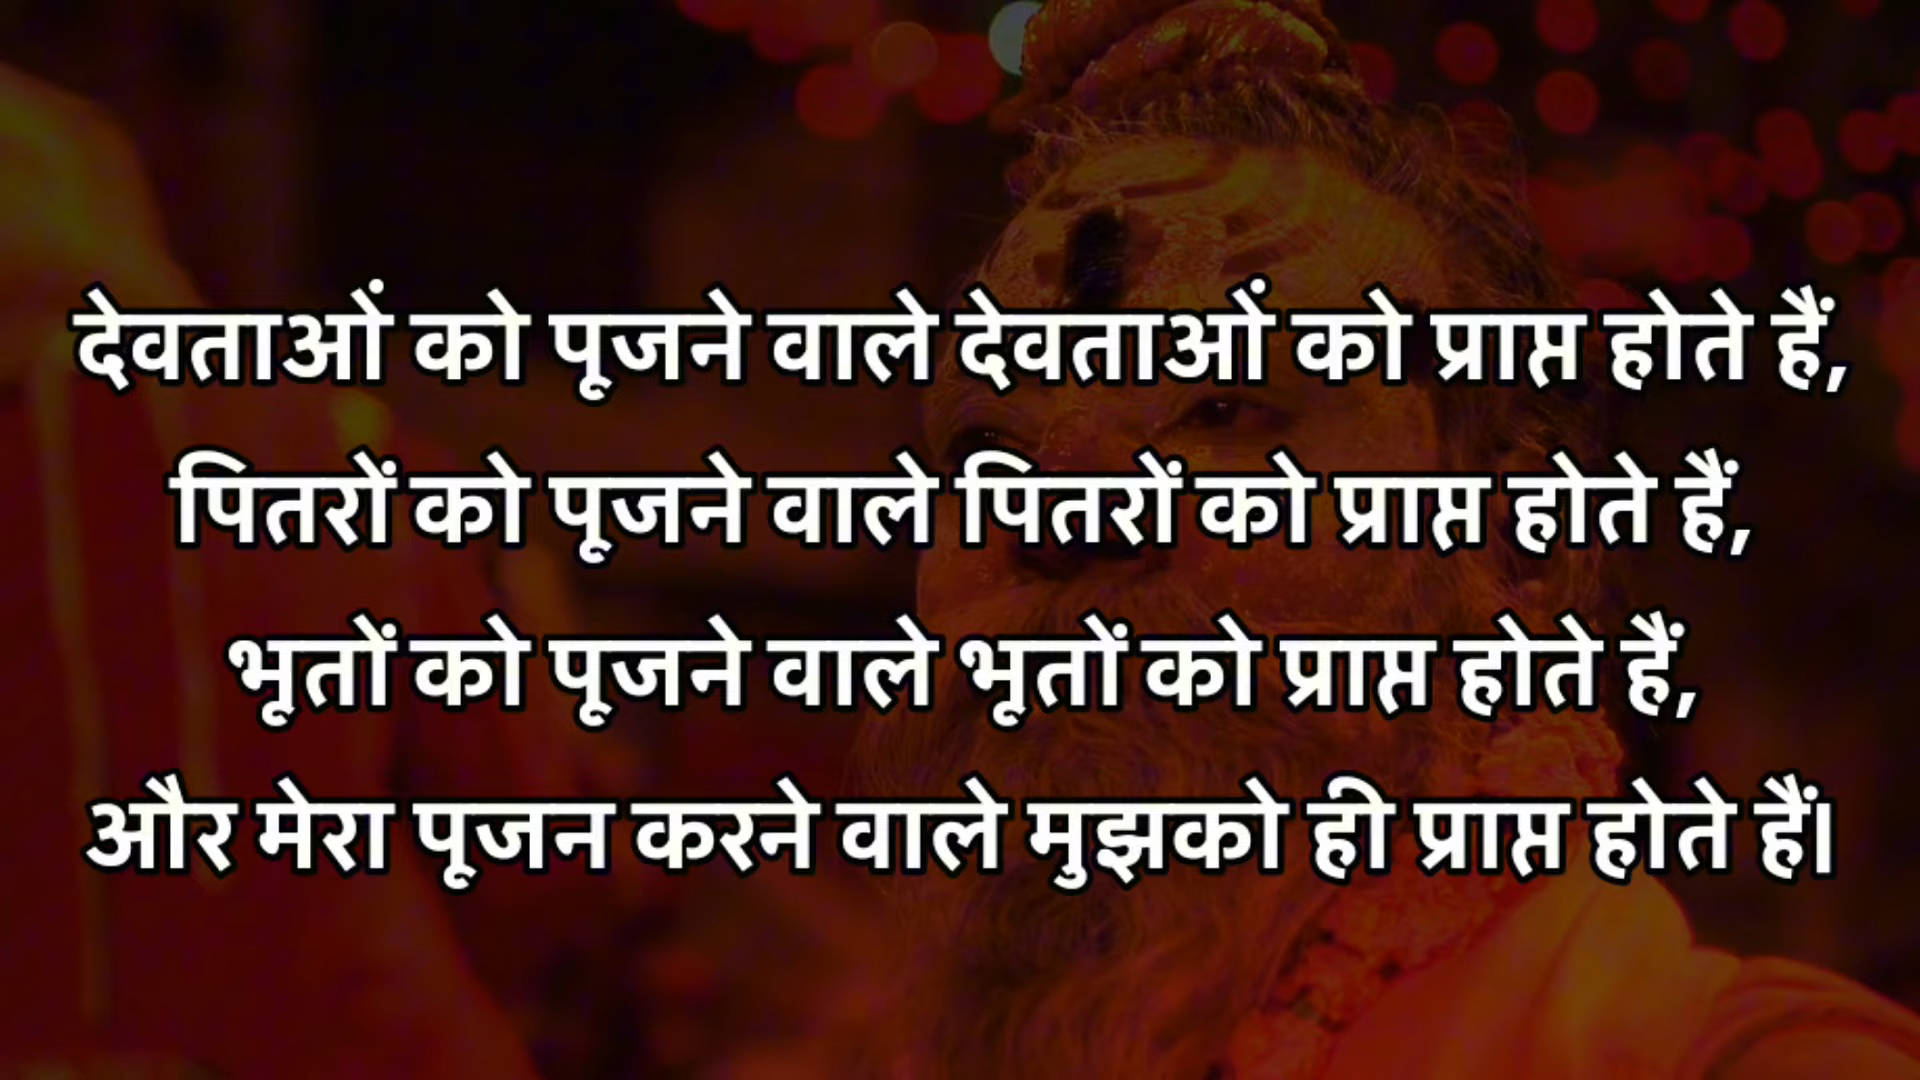 देवताओं को पूजने वाले देवताओं को प्राप्त होते हैं,
पितरों को पूजने वाले पितरों को प्राप्त होते हैं,
भूतों को पूजने वाले भूतों को प्राप्त होते हैं,
और मेरा पूजन करने वाले मुझको ही प्राप्त होते हैं।